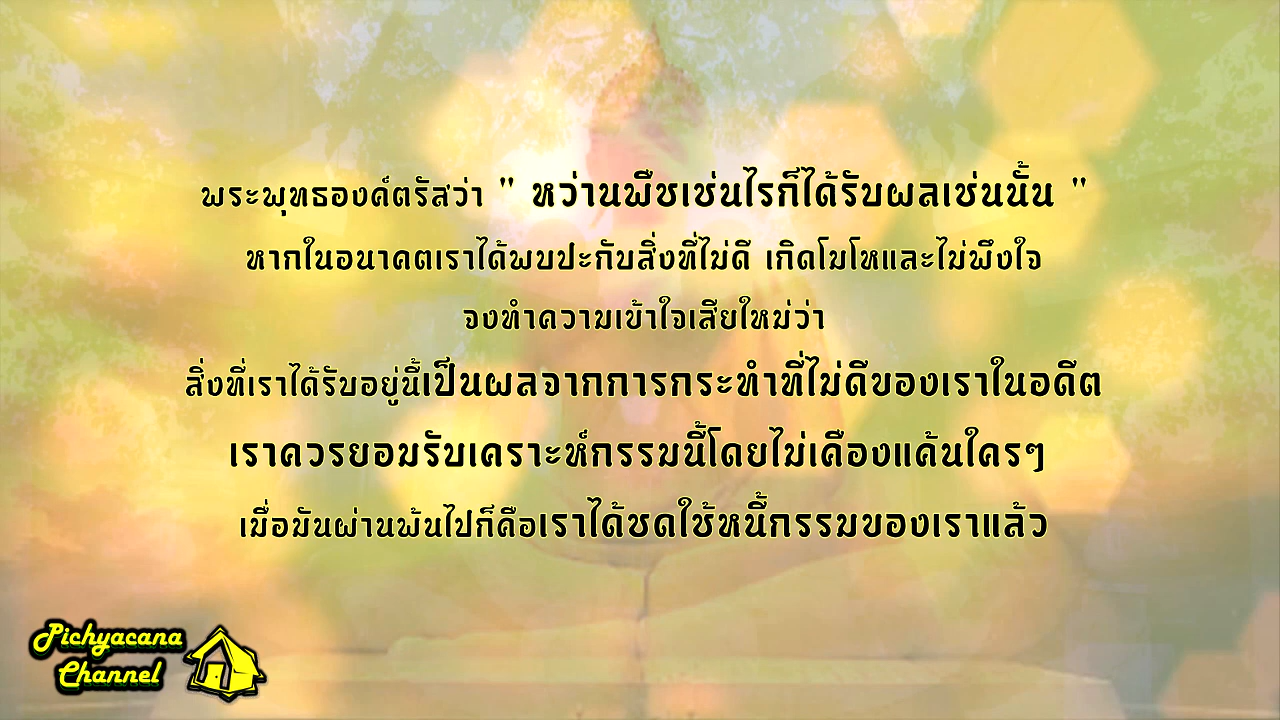 พระพุทธองค์ตรัสว่า " หว่านพืชเช่นไรก็ได้รับผลเช่นนั้น "
หากในอนาคตเราได้พบปะกับสิ่งที่ไม่ดี เกิดโมโหและไม่พึงใจ
จงทำความเข้าใจเสียใหม่ว่า
สิ่งที่เราได้รับอยู่นี้เป็นผลจากการกระทำที่ไม่ดีของเราในอดีต
เราควรยอมรับเคราะห์กรรมนี้โดยไม่เคืองแค้นใครๆ
เมื่อมันผ่านพ้นไปก็คือเราได้ชดใช้หนี้กรรมของเราแล้ว
Pichyacana
Channel